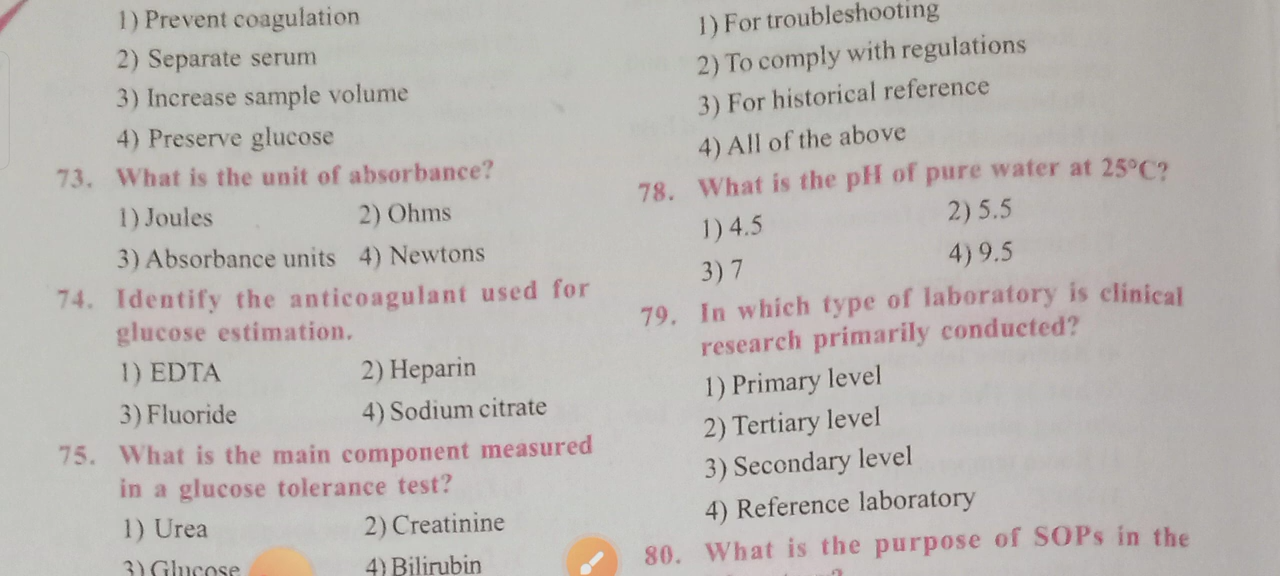 1) Prevent coagulation
2) Separate serum
3) Increase sample volume
4) Preserve glucose
73. What is the unit of absorbance?
1) Joules 2) Ohms
3) Absorbance units 4) Newtons
74. Identify the anticoagulant used for
glucose estimation.
1) EDTA 2) Heparin
3) Fluoride 4) Sodium citrate
75. What is the main component measured
in a glucose tolerance test?
1) Urea 2) Creatinine
3) Glucose 4) Bilirubin
1) For troubleshooting
2) To comply with regulations
3) For historical reference
4) All of the above
78. What is the pH of pure water at 25°C?
1) 4.5 2) 5.5
3) 7 4) 9.5
79. In which type of laboratory is clinical
research primarily conducted?
1) Primary level
2) Tertiary level
3) Secondary level
4) Reference laboratory
80. What is the purpose of SOPs in the